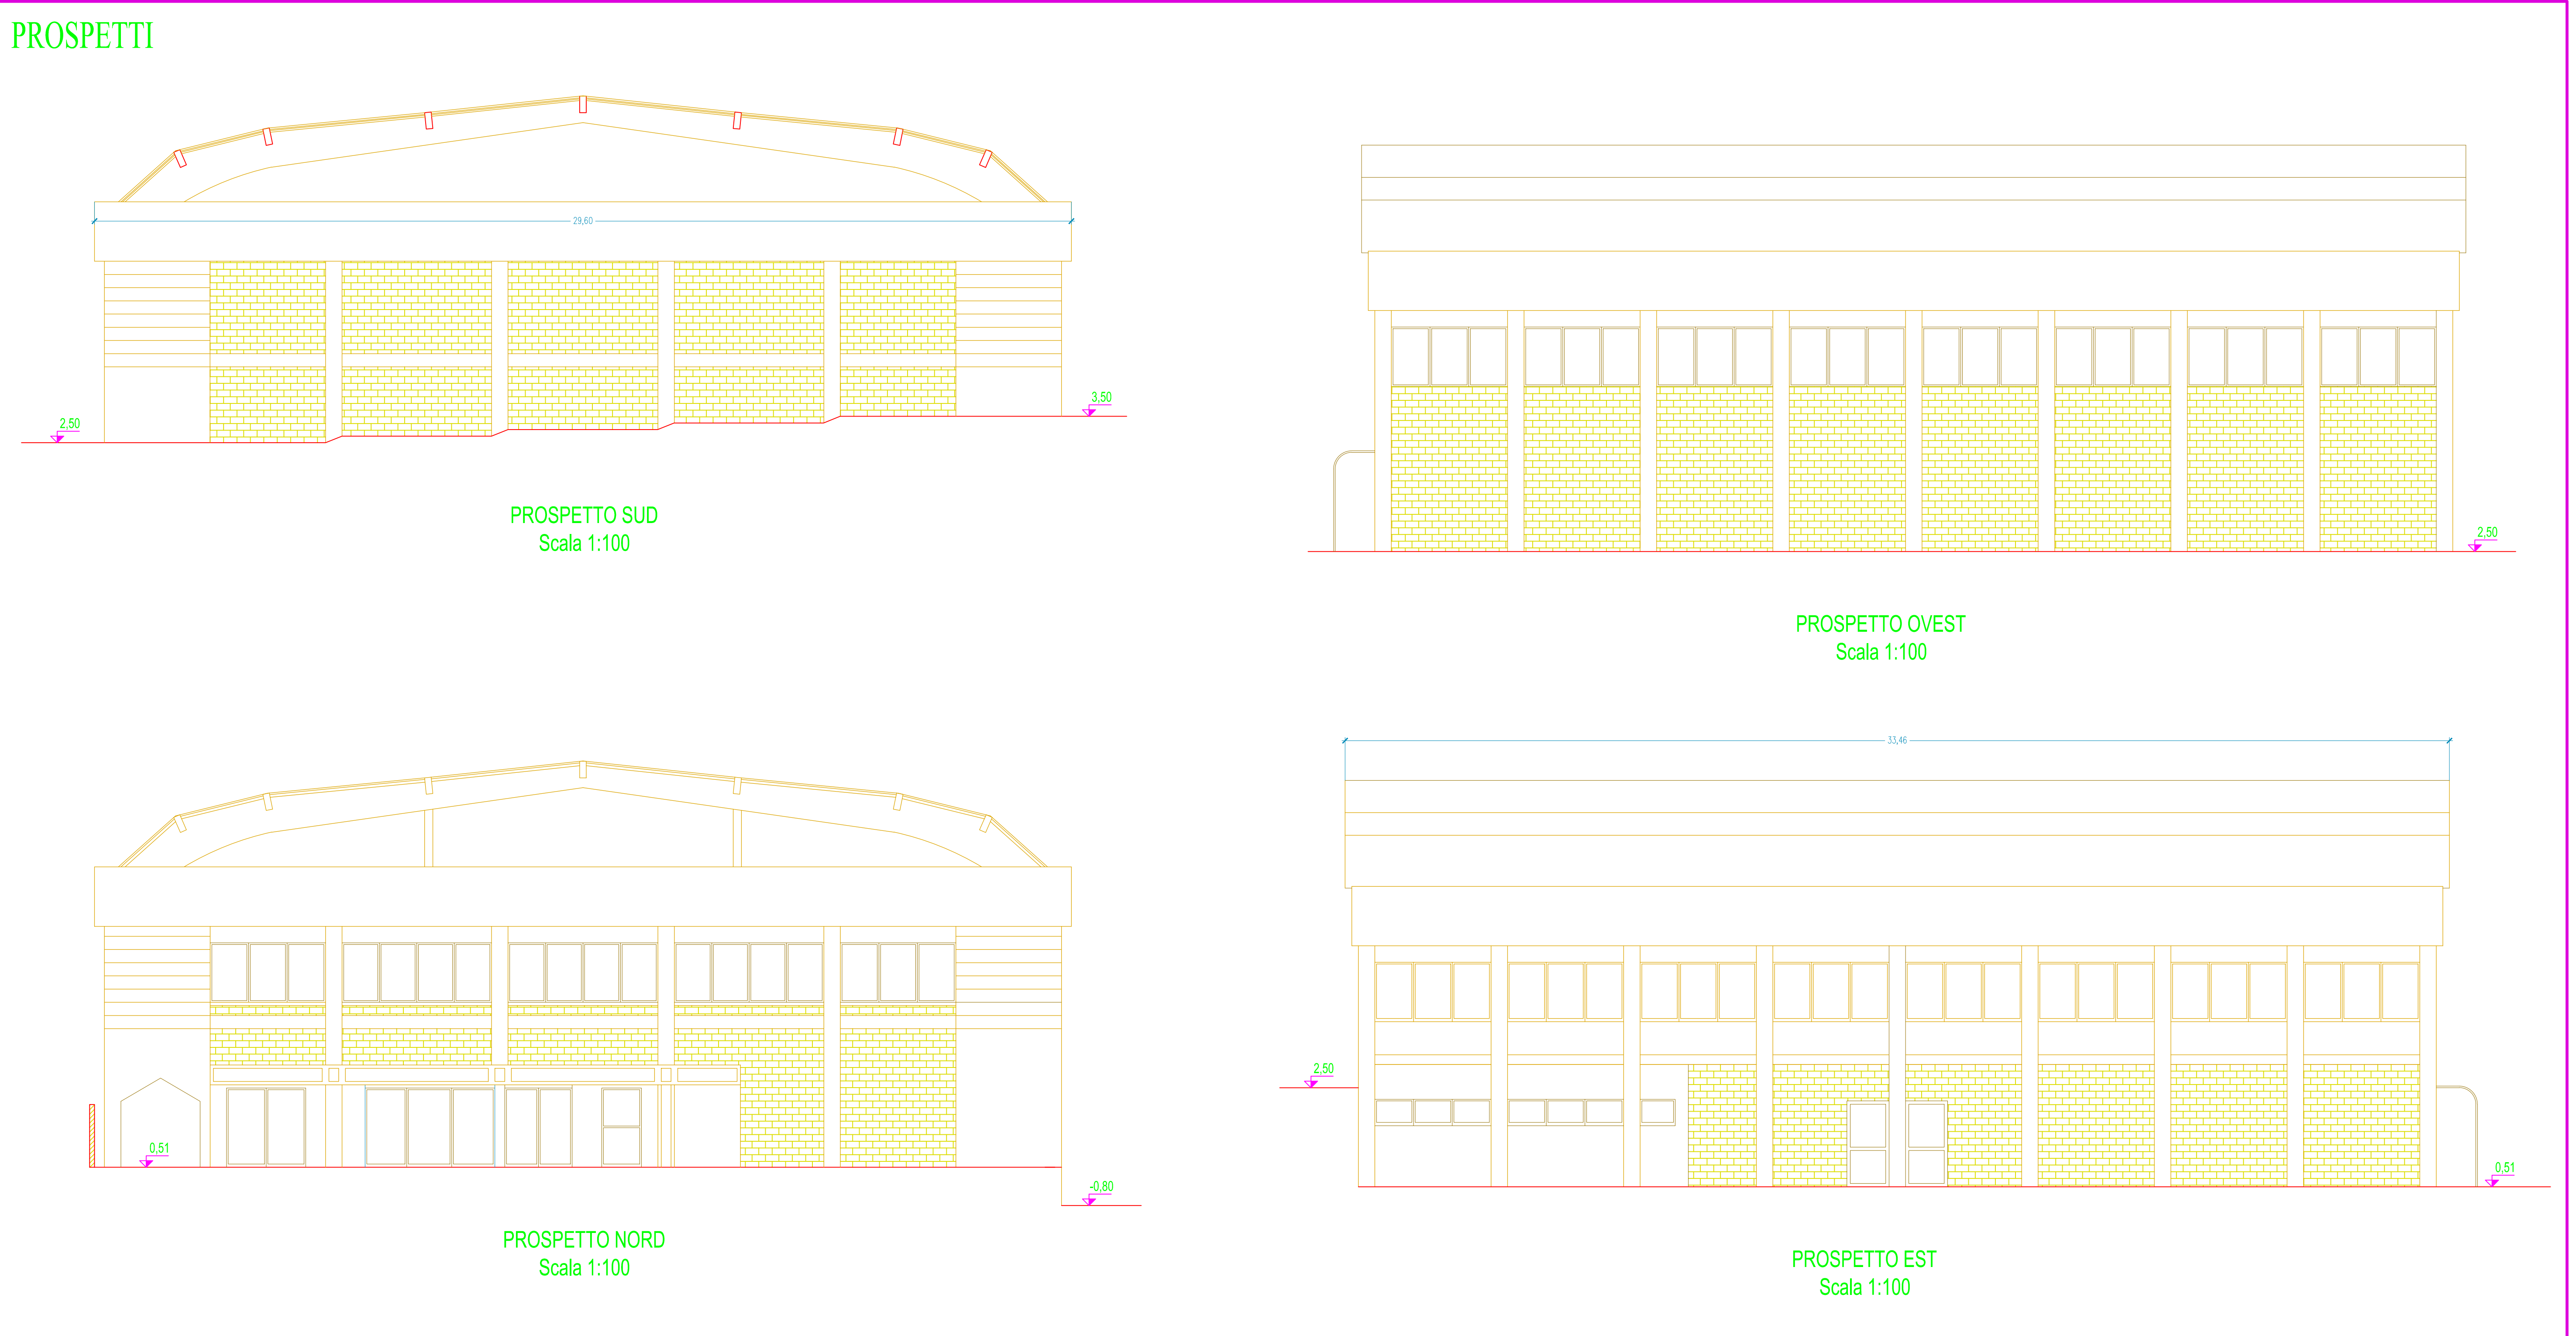 PROSPETTI
29,60
2,50
3,50
PROSPETTO SUD
Scala 1:100
2,50
PROSPETTO OVEST
Scala 1:100
0,51
-0,80
PROSPETTO NORD
Scala 1:100
33,46
2,50
0,51
PROSPETTO EST
Scala 1:100